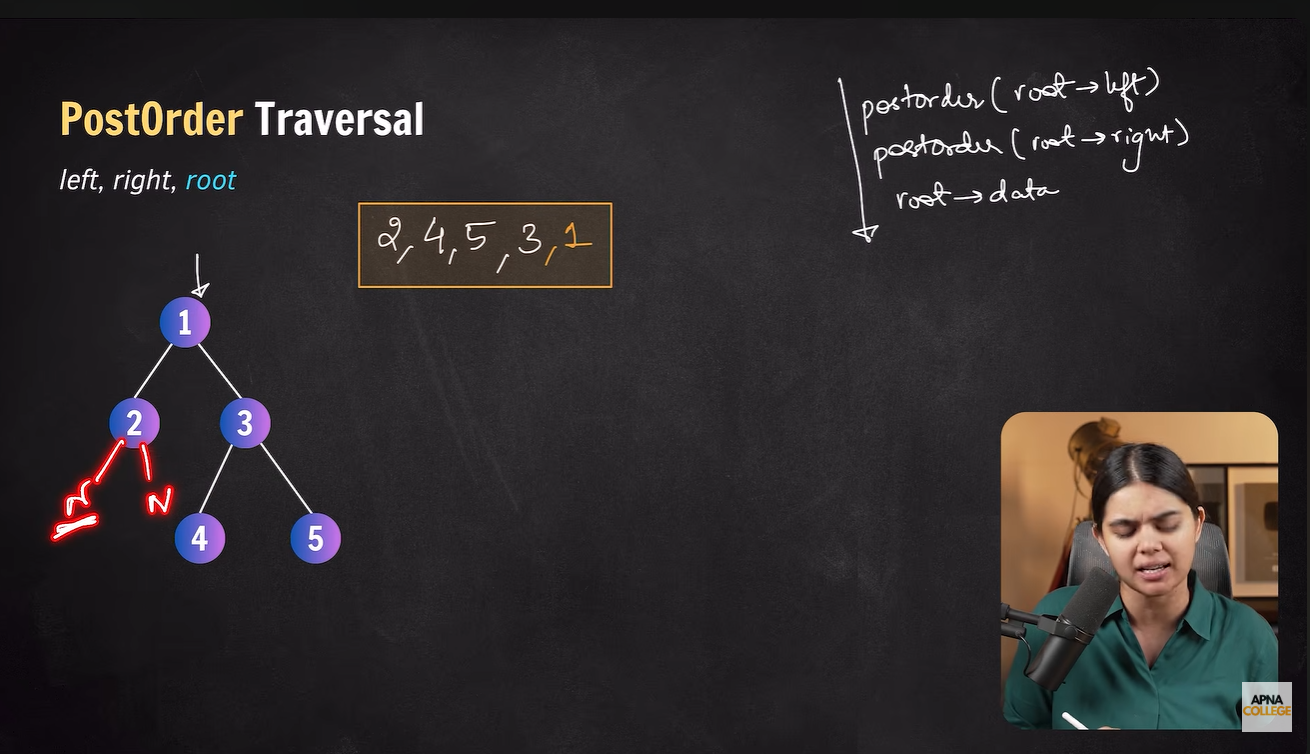 PostOrder Traversal
left, right, root
2, 4, 5, 3, 1
postorder(root→left)
postorder(root→right)
root→data
1
2 3
N N
4 5
APNA
COLLEGE